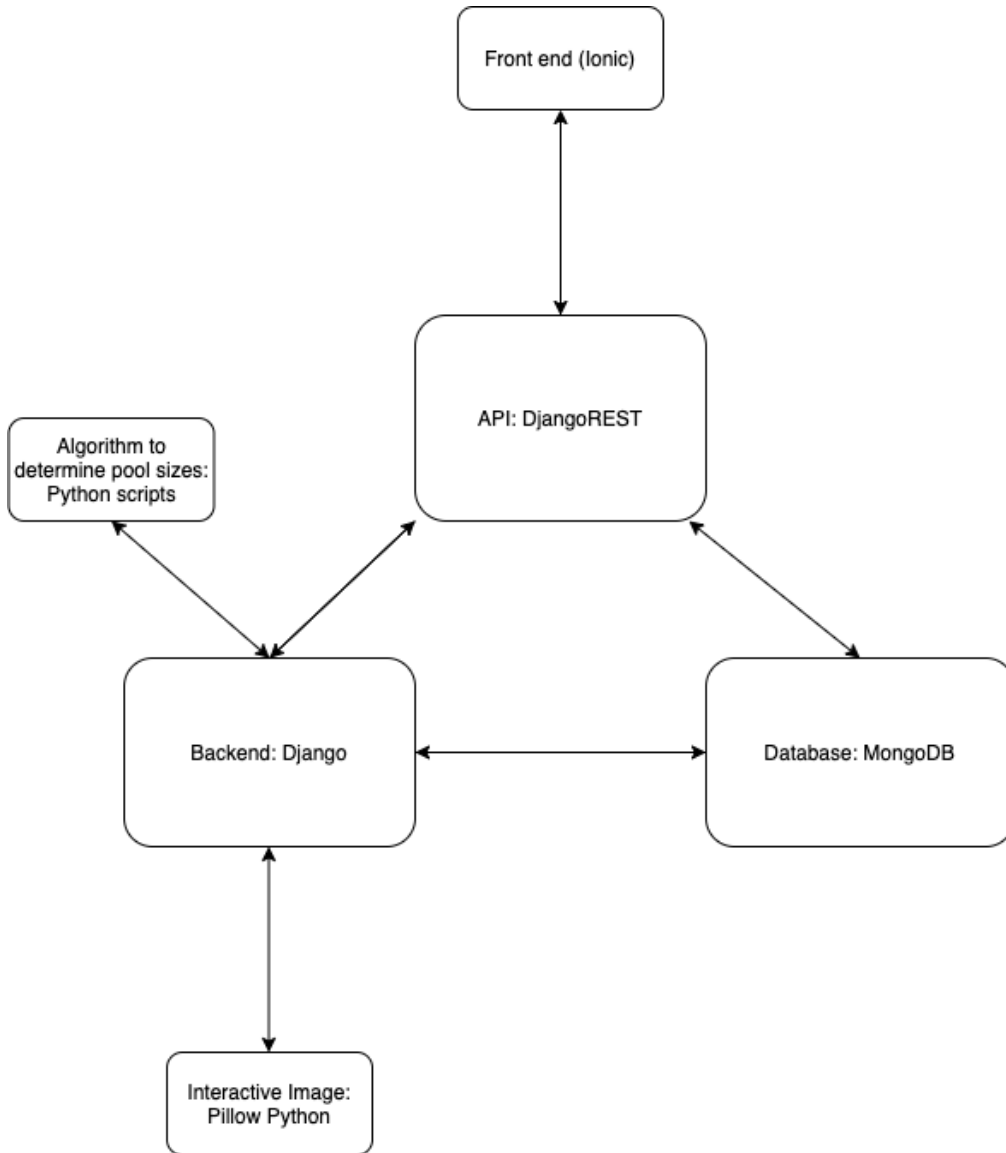 Front end (Ionic)
API: DjangoREST
Algorithm to
determine pool sizes:
Python scripts
Backend: Django
Database: MongoDB
Interactive Image:
Pillow Python